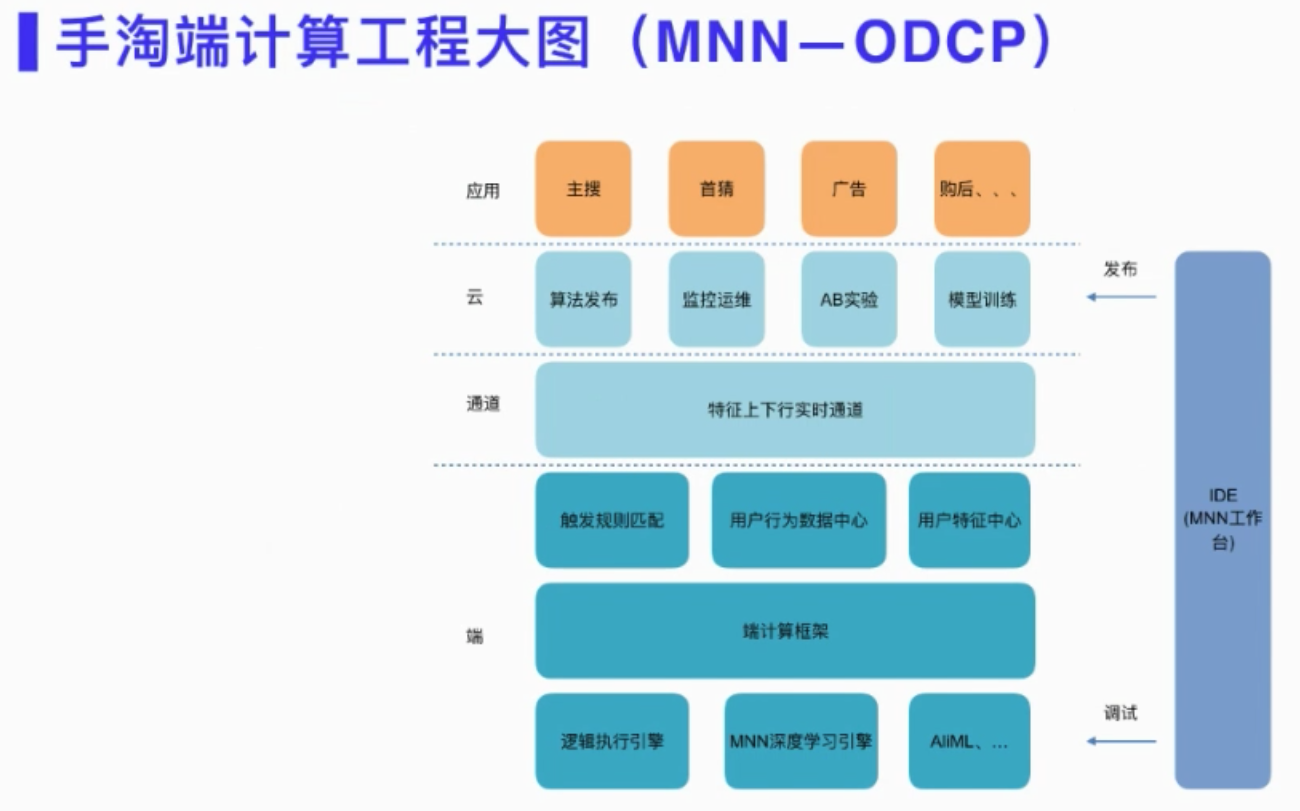 手淘端计算工程大图（MNN—ODCP）
应用
主搜
首猜
广告
购后、、、
云
算法发布
监控运维
AB实验
模型训练
发布
通道
特征上下行实时通道
触发规则匹配
用户行为数据中心
用户特征中心
IDE
(MNN工作
台)
端
端计算框架
调试
逻辑执行引擎
MNN深度学习引擎
AliML、...